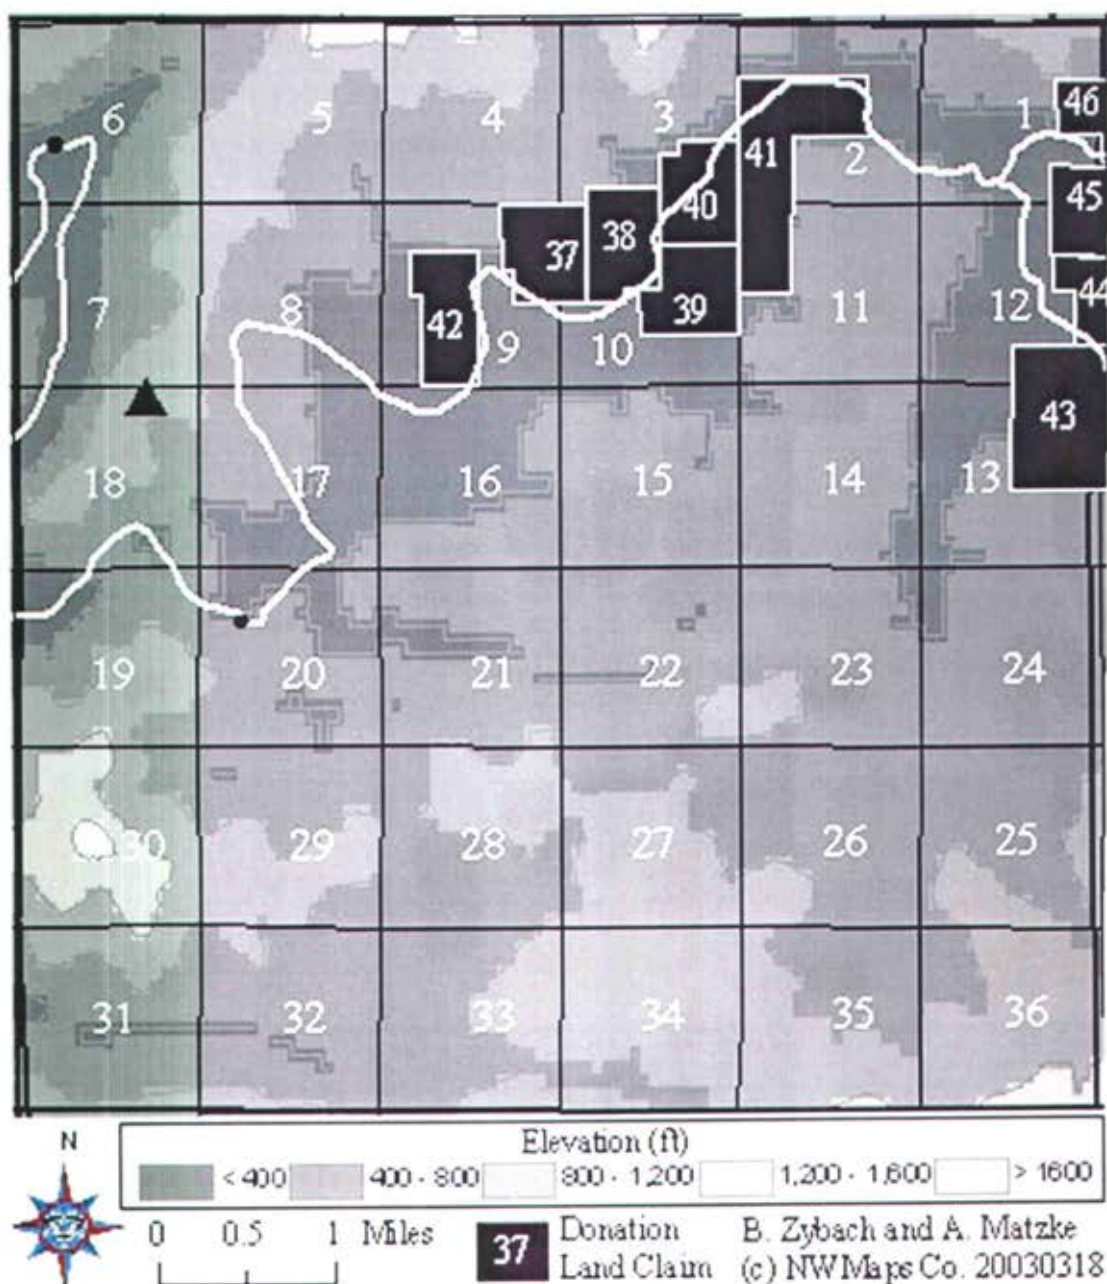 6 5 4 3 2 1 46
41
40 45
37 38
7 8 42 9 10 39 11 12 44
43
18 17 16 15 14 13
19 20 21 22 23 24
30 29 28 27 26 25
31 32 33 34 35 36
N
Elevation (ft)
< 400 400 - 800 800 - 1,200 1,200 - 1,600 > 1600
0 0.5 1 Miles
37
Donation
Land Claim
B. Zybach and A. Matzke
(c) NW Maps Co. 20030318